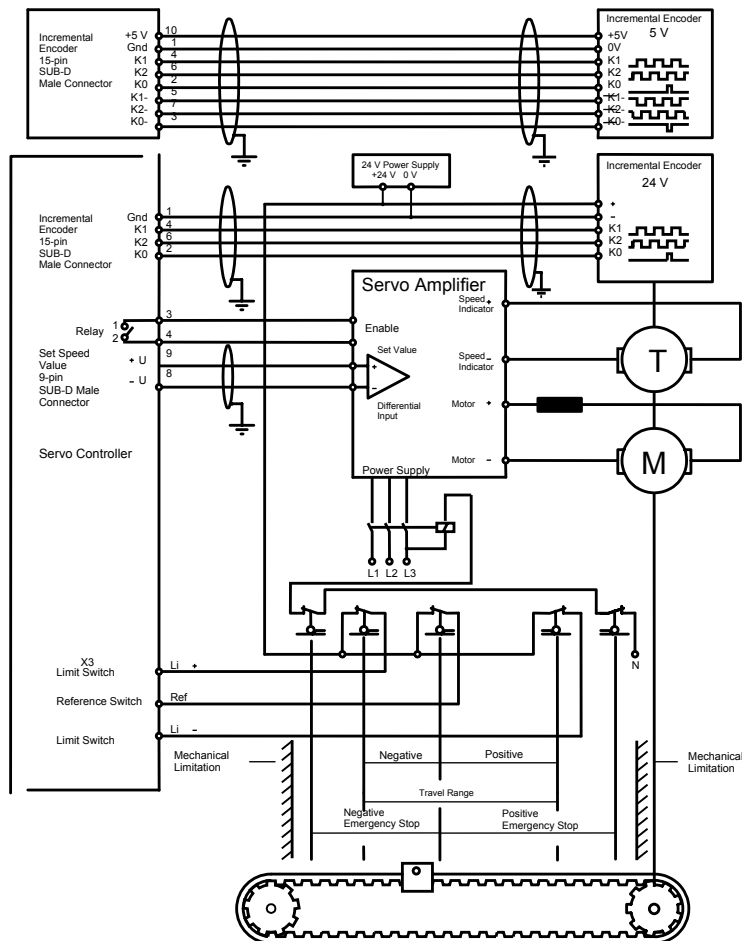 Incremental
Encoder
15-pin
SUB-D
Male Connector
+5 V
Gnd
K1
K2
K0
K1-
K2-
K0-
10
1
4
6
2
5
7
3
Incremental Encoder
5 V
+5V
0V
K1
K2
K0
K1-
K2-
K0-
24 V Power Supply
+24 V 0 V
Incremental Encoder
24 V
+
-
K1
K2
K0
Incremental
Encoder
15-pin
SUB-D
Male Connector
Gnd
K1
K2
K0
1
4
6
2
Servo Amplifier
Speed +
Indicator
Enable
Set Value
+
-
Differential
Input
Speed -
Indicator
Motor +
Motor -
Power Supply
T
M
Relay
1
2
3
4
Set Speed
Value
9-pin
SUB-D Male
Connector
+ U
- U
9
8
Servo Controller
L1 L2 L3
N
X3
Limit Switch
Li +
Reference Switch
Ref
Limit Switch
Li -
Mechanical
Limitation
Negative
Positive
Mechanical
Limitation
Travel Range
Negative
Emergency Stop
Positive
Emergency Stop